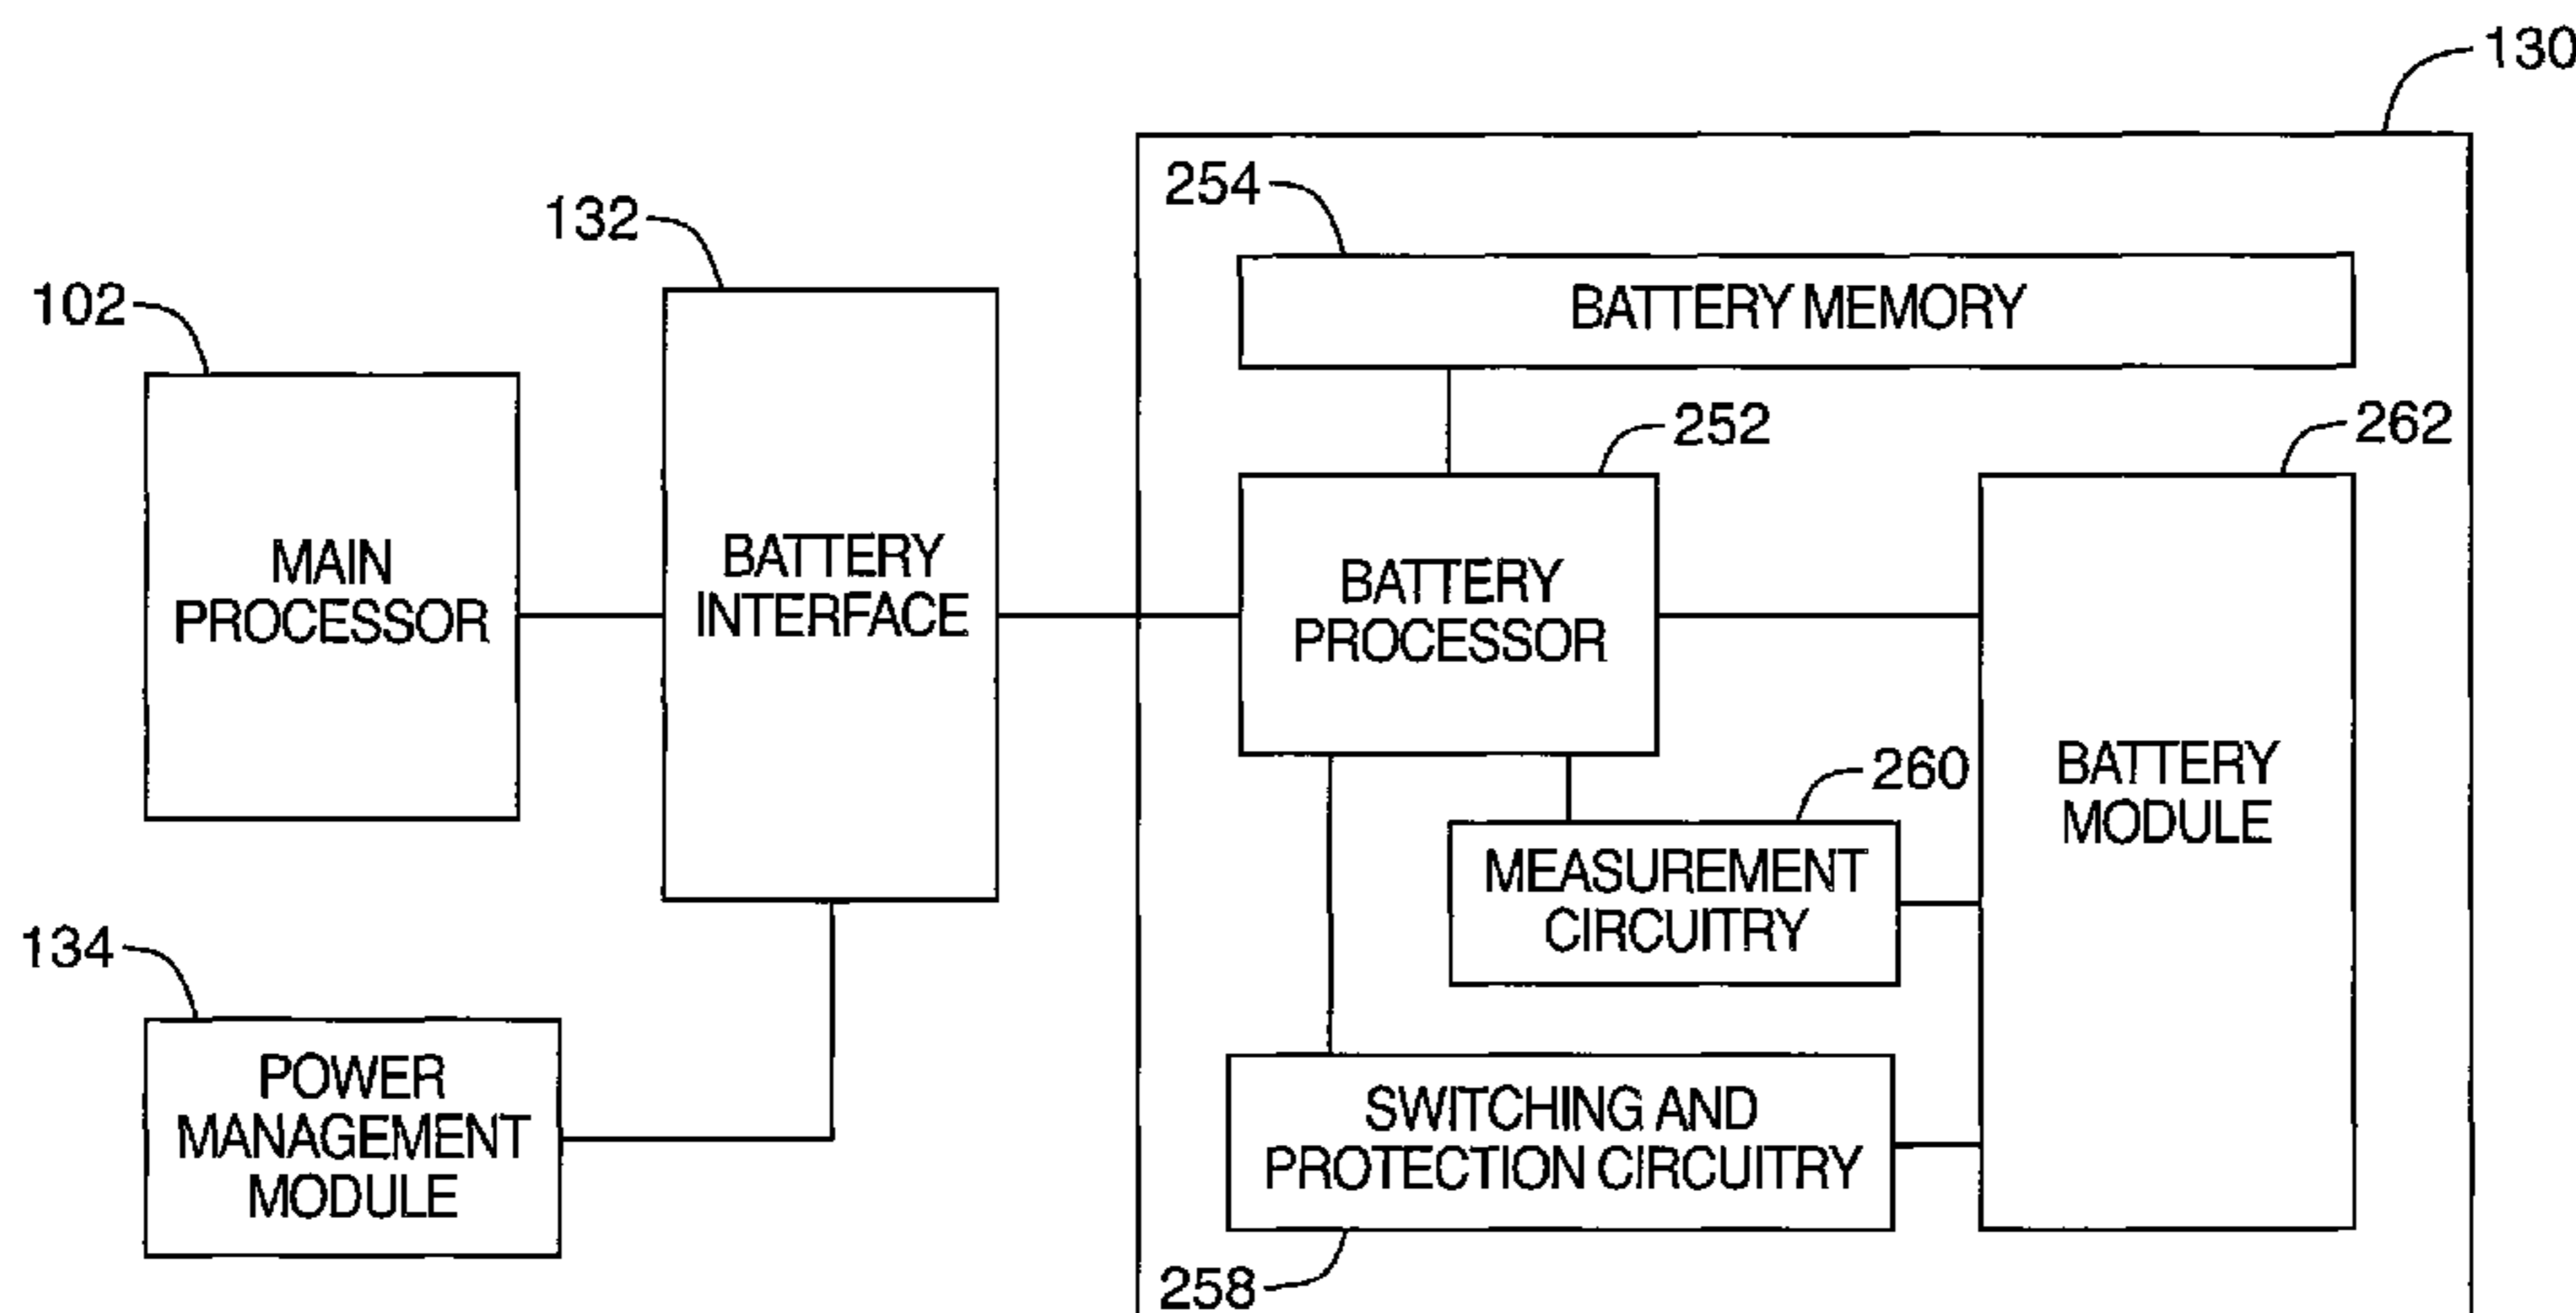 130
254
132
102
BATTERY MEMORY
252
262
MAIN
PROCESSOR
BATTERY
INTERFACE
BATTERY
PROCESSOR
260
BATTERY
MODULE
MEASUREMENT
CIRCUITRY
134
POWER
MANAGEMENT
MODULE
SWITCHING AND
PROTECTION CIRCUITRY
258